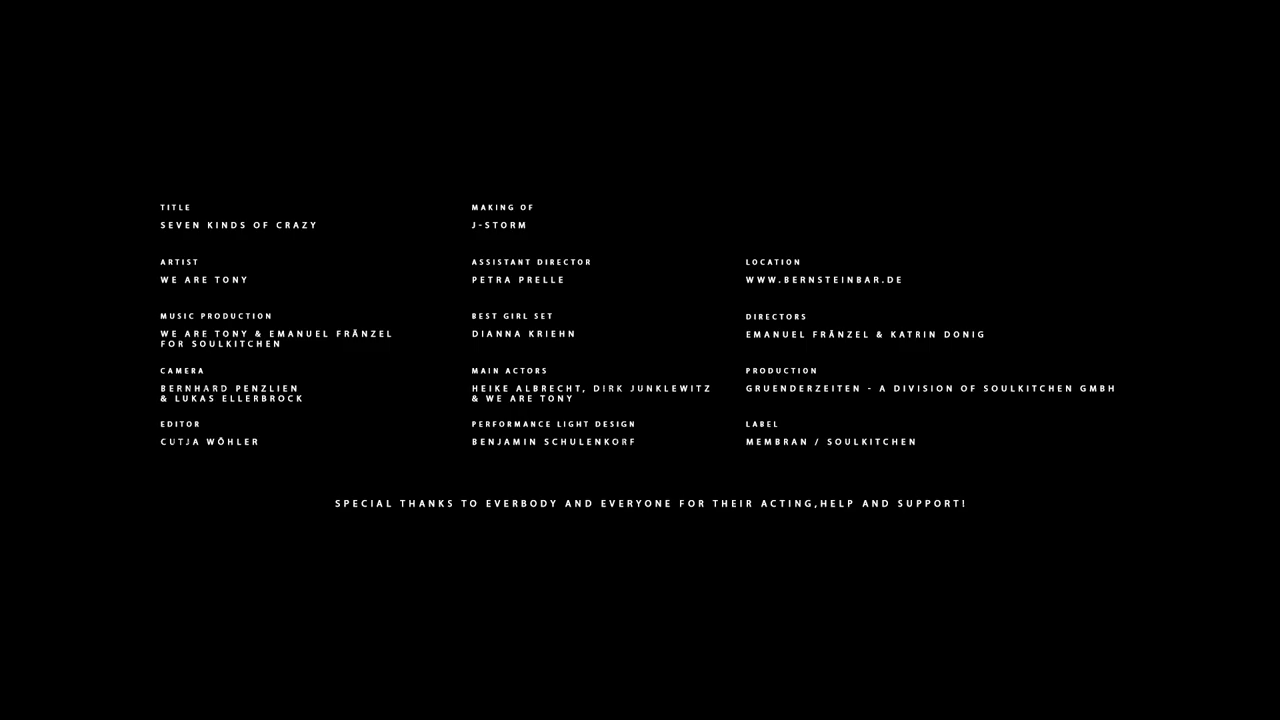 TITLE
SEVEN KINDS OF CRAZY
ARTIST
WE ARE TONY
MUSIC PRODUCTION
WE ARE TONY & EMANUEL FRÄNZEL
FOR SOULKITCHEN
CAMERA
BERNHARD PENZLIEN
& LUKAS ELLERBROCK
EDITOR
CUTJA WÖHLER
MAKING OF
J-STORM
ASSISTANT DIRECTOR
PETRA PRELLE
BEST GIRL SET
DIANNA KRIEHN
MAIN ACTORS
HEIKE ALBRECHT, DIRK JUNKLEWITZ
& WE ARE TONY
PERFORMANCE LIGHT DESIGN
BENJAMIN SCHULENKORF
LOCATION
WWW.BERNSTEINBAR.DE
DIRECTORS
EMANUEL FRÄNZEL & KATRIN DONIG
PRODUCTION
GRUENDERZEITEN - A DIVISION OF SOULKITCHEN GMBH
LABEL
MEMBRAN / SOULKITCHEN
SPECIAL THANKS TO EVERBODY AND EVERYONE FOR THEIR ACTING,HELP AND SUPPORT!